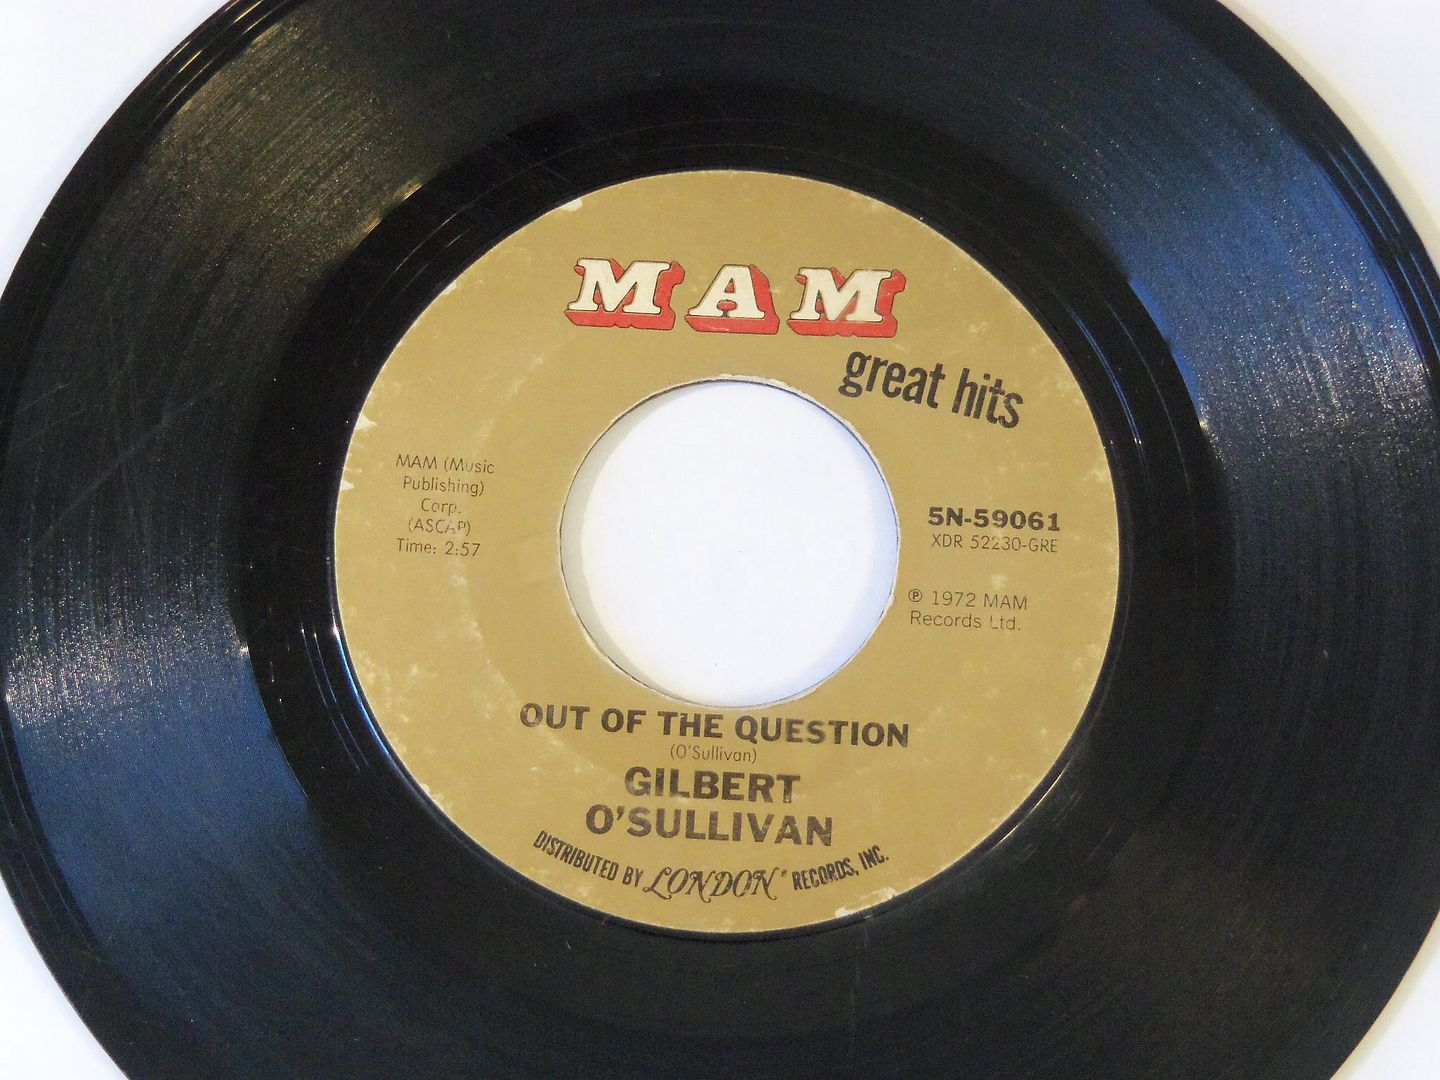 MAM
great hits
MAM (Music
Publishing)
Corp.
(ASCAP)
Time: 2:57
5N-59061
XDR 52230-GRE
℗ 1972 MAM
Records Ltd.
OUT OF THE QUESTION
(O'Sullivan)
GILBERT
O'SULLIVAN
DISTRIBUTED BY LONDON® RECORDS, INC.